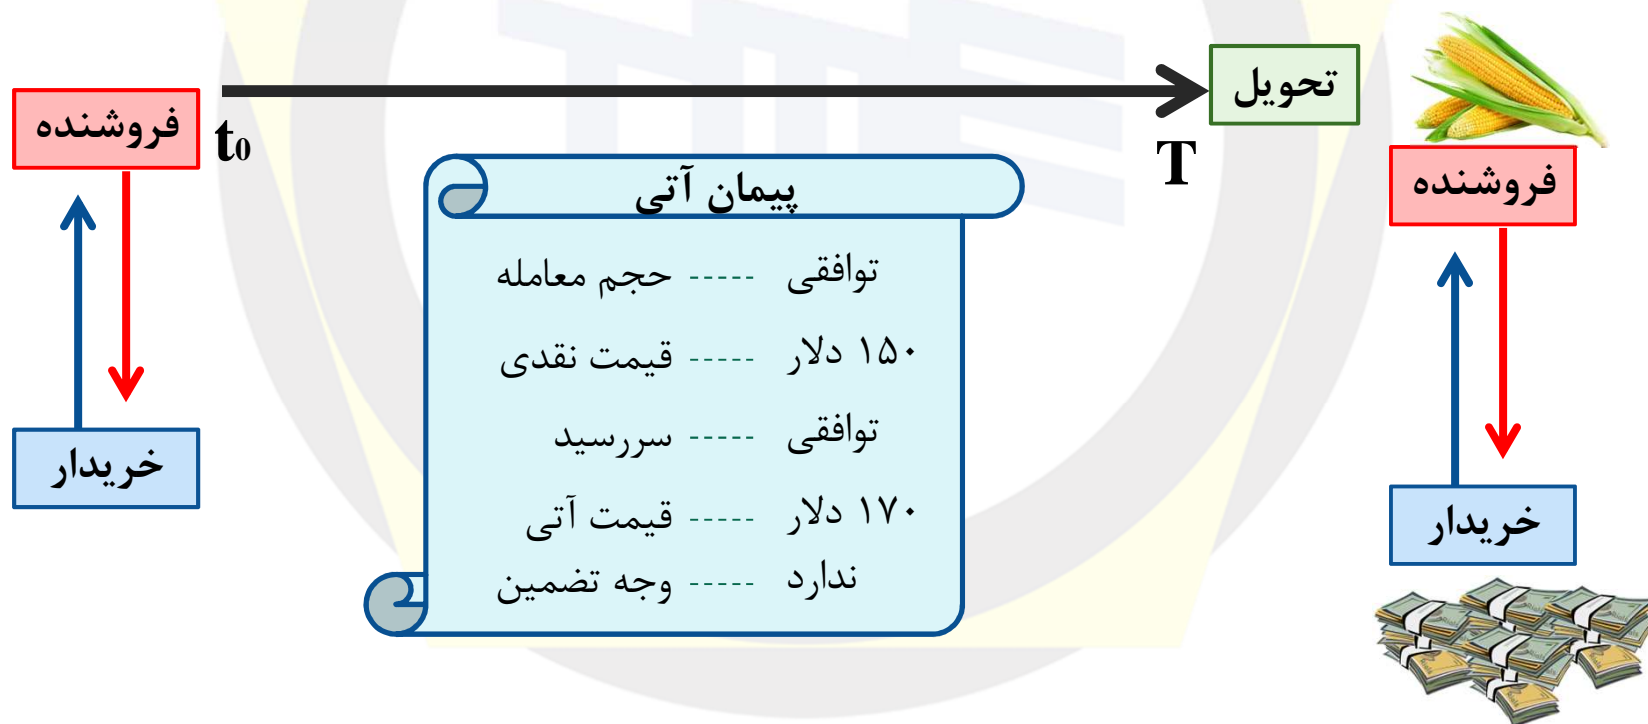 تحویل
فروشنده
t₀
T
پیمان آتی
فروشنده
حجم معامله ----- توافقی
قیمت نقدی ----- ۱۵۰ دلار
سررسید ----- توافقی
خریدار
قیمت آتی ----- ۱۷۰ دلار
خریدار
وجه تضمین ----- ندارد